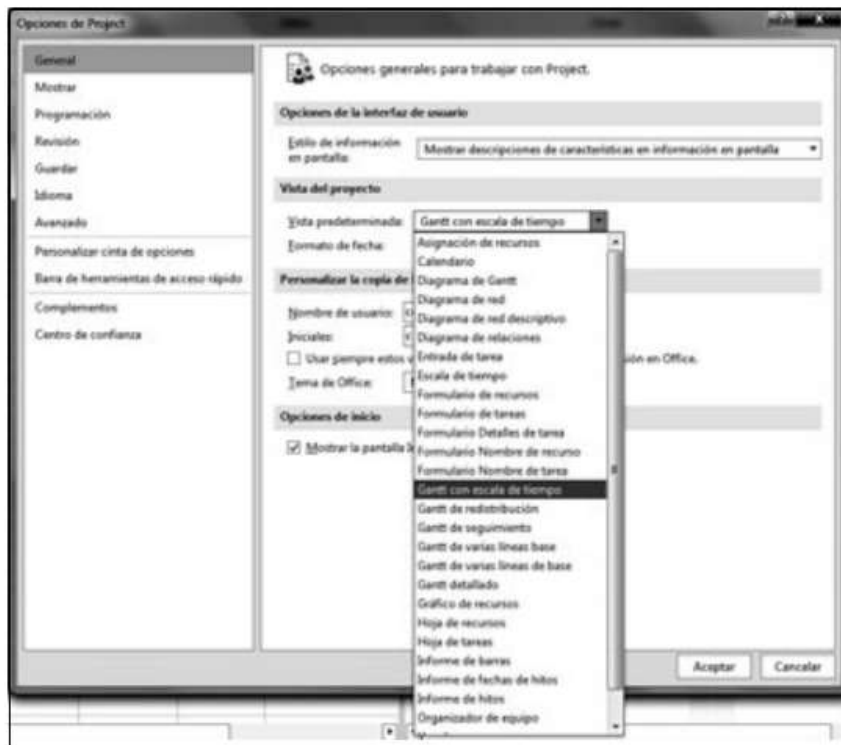 Opciones de Project
General
Mostrar
Programación
Revisión
Guardar
Idioma
Avanzado
Personalizar cinta de opciones
Barra de herramientas de acceso rápido
Complementos
Centro de confianza
Opciones generales para trabajar con Project.
Opciones de la interfaz de usuario
Estilo de información en pantalla: Mostrar descripciones de características en información en pantalla
Vista del proyecto
Vista predeterminada: Gantt con escala de tiempo
Formato de fecha:
Personalizar la copia de
Nombre de usuario:
Iniciales:
Usar siempre estos v
sión en Office.
Tema de Office:
Opciones de inicio
Mostrar la pantalla I
Asignación de recursos
Calendario
Diagrama de Gantt
Diagrama de red
Diagrama de red descriptivo
Diagrama de relaciones
Entrada de tarea
Escala de tiempo
Formulario de recursos
Formulario de tareas
Formulario Detalles de tarea
Formulario Nombre de recurso
Formulario Nombre de tarea
Gantt con escala de tiempo
Gantt de redistribución
Gantt de seguimiento
Gantt de varias líneas base
Gantt de varias líneas de base
Gantt detallado
Gráfico de recursos
Hoja de recursos
Hoja de tareas
Informe de barras
Informe de fechas de hitos
Informe de hitos
Organizador de equipo
Aceptar
Cancelar